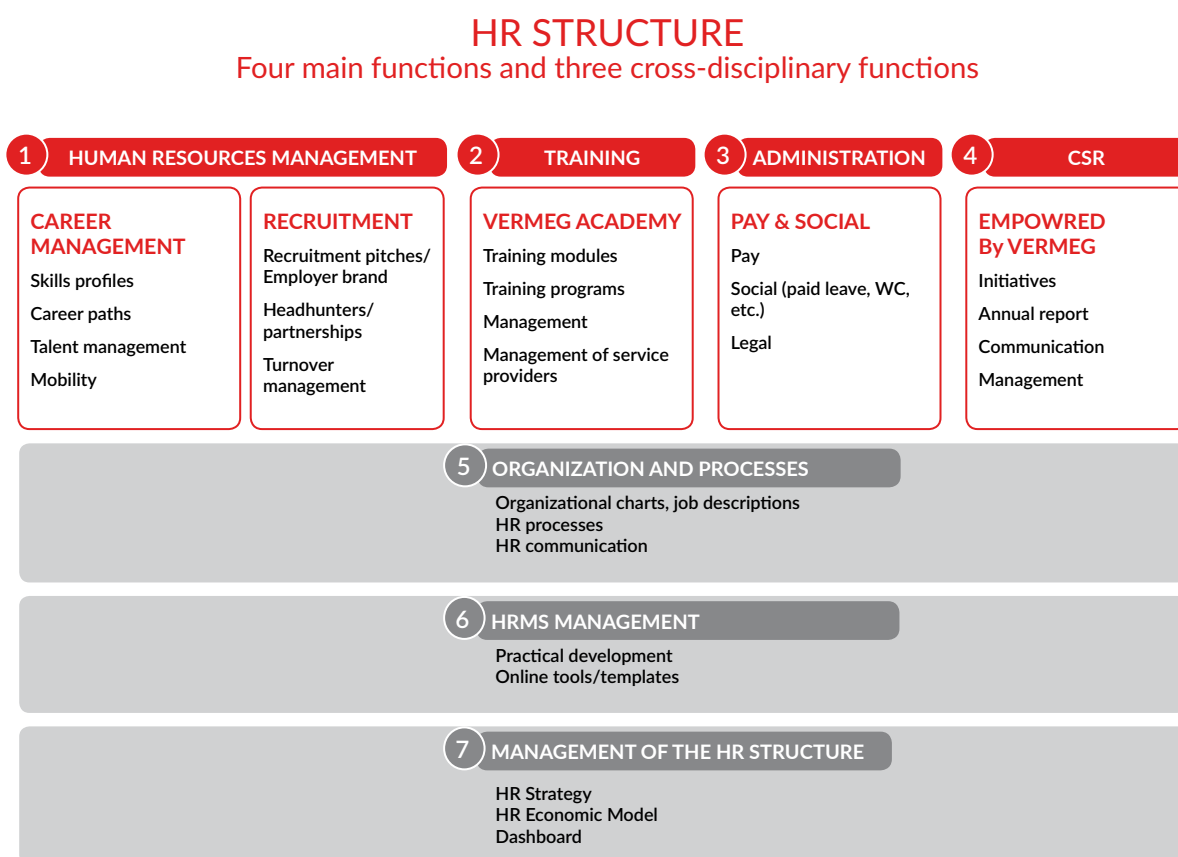 HR STRUCTURE
Four main functions and three cross-disciplinary functions
1 HUMAN RESOURCES MANAGEMENT
CAREER
MANAGEMENT
Skills profiles
Career paths
Talent management
Mobility
RECRUITMENT
Recruitment pitches/
Employer brand
Headhunters/
partnerships
Turnover
management
2 TRAINING
VERMEG ACADEMY
Training modules
Training programs
Management
Management of service
providers
3 ADMINISTRATION
PAY & SOCIAL
Pay
Social (paid leave, WC,
etc.)
Legal
4 CSR
EMPOWRED
By VERMEG
Initiatives
Annual report
Communication
Management
5 ORGANIZATION AND PROCESSES
Organizational charts, job descriptions
HR processes
HR communication
6 HRMS MANAGEMENT
Practical development
Online tools/templates
7 MANAGEMENT OF THE HR STRUCTURE
HR Strategy
HR Economic Model
Dashboard